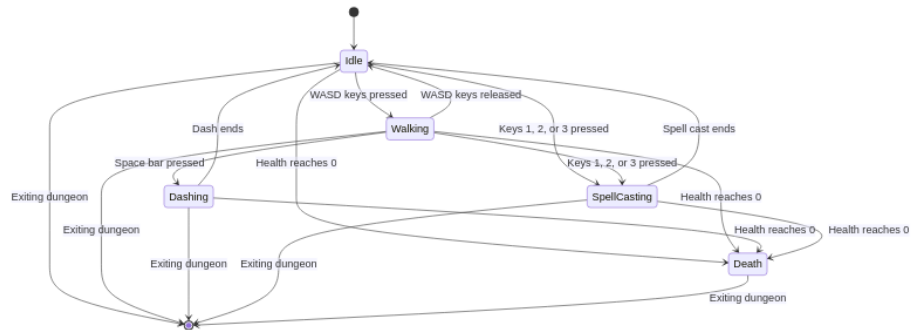 Idle
WASD keys pressed
WASD keys released
Walking
Dash ends
Keys 1, 2, or 3 pressed
Spell cast ends
Space bar pressed
Health reaches 0
Keys 1, 2, or 3 pressed
Exiting dungeon
Dashing
SpellCasting
Health reaches 0
Exiting dungeon
Health reaches 0
Health reaches 0
Exiting dungeon
Exiting dungeon
Death
Exiting dungeon